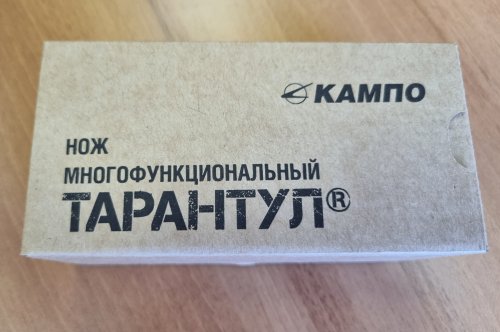 КАМПО
НОЖ
МНОГОФУНКЦИОНАЛЬНЫЙ
ТАРАНТУЛ®